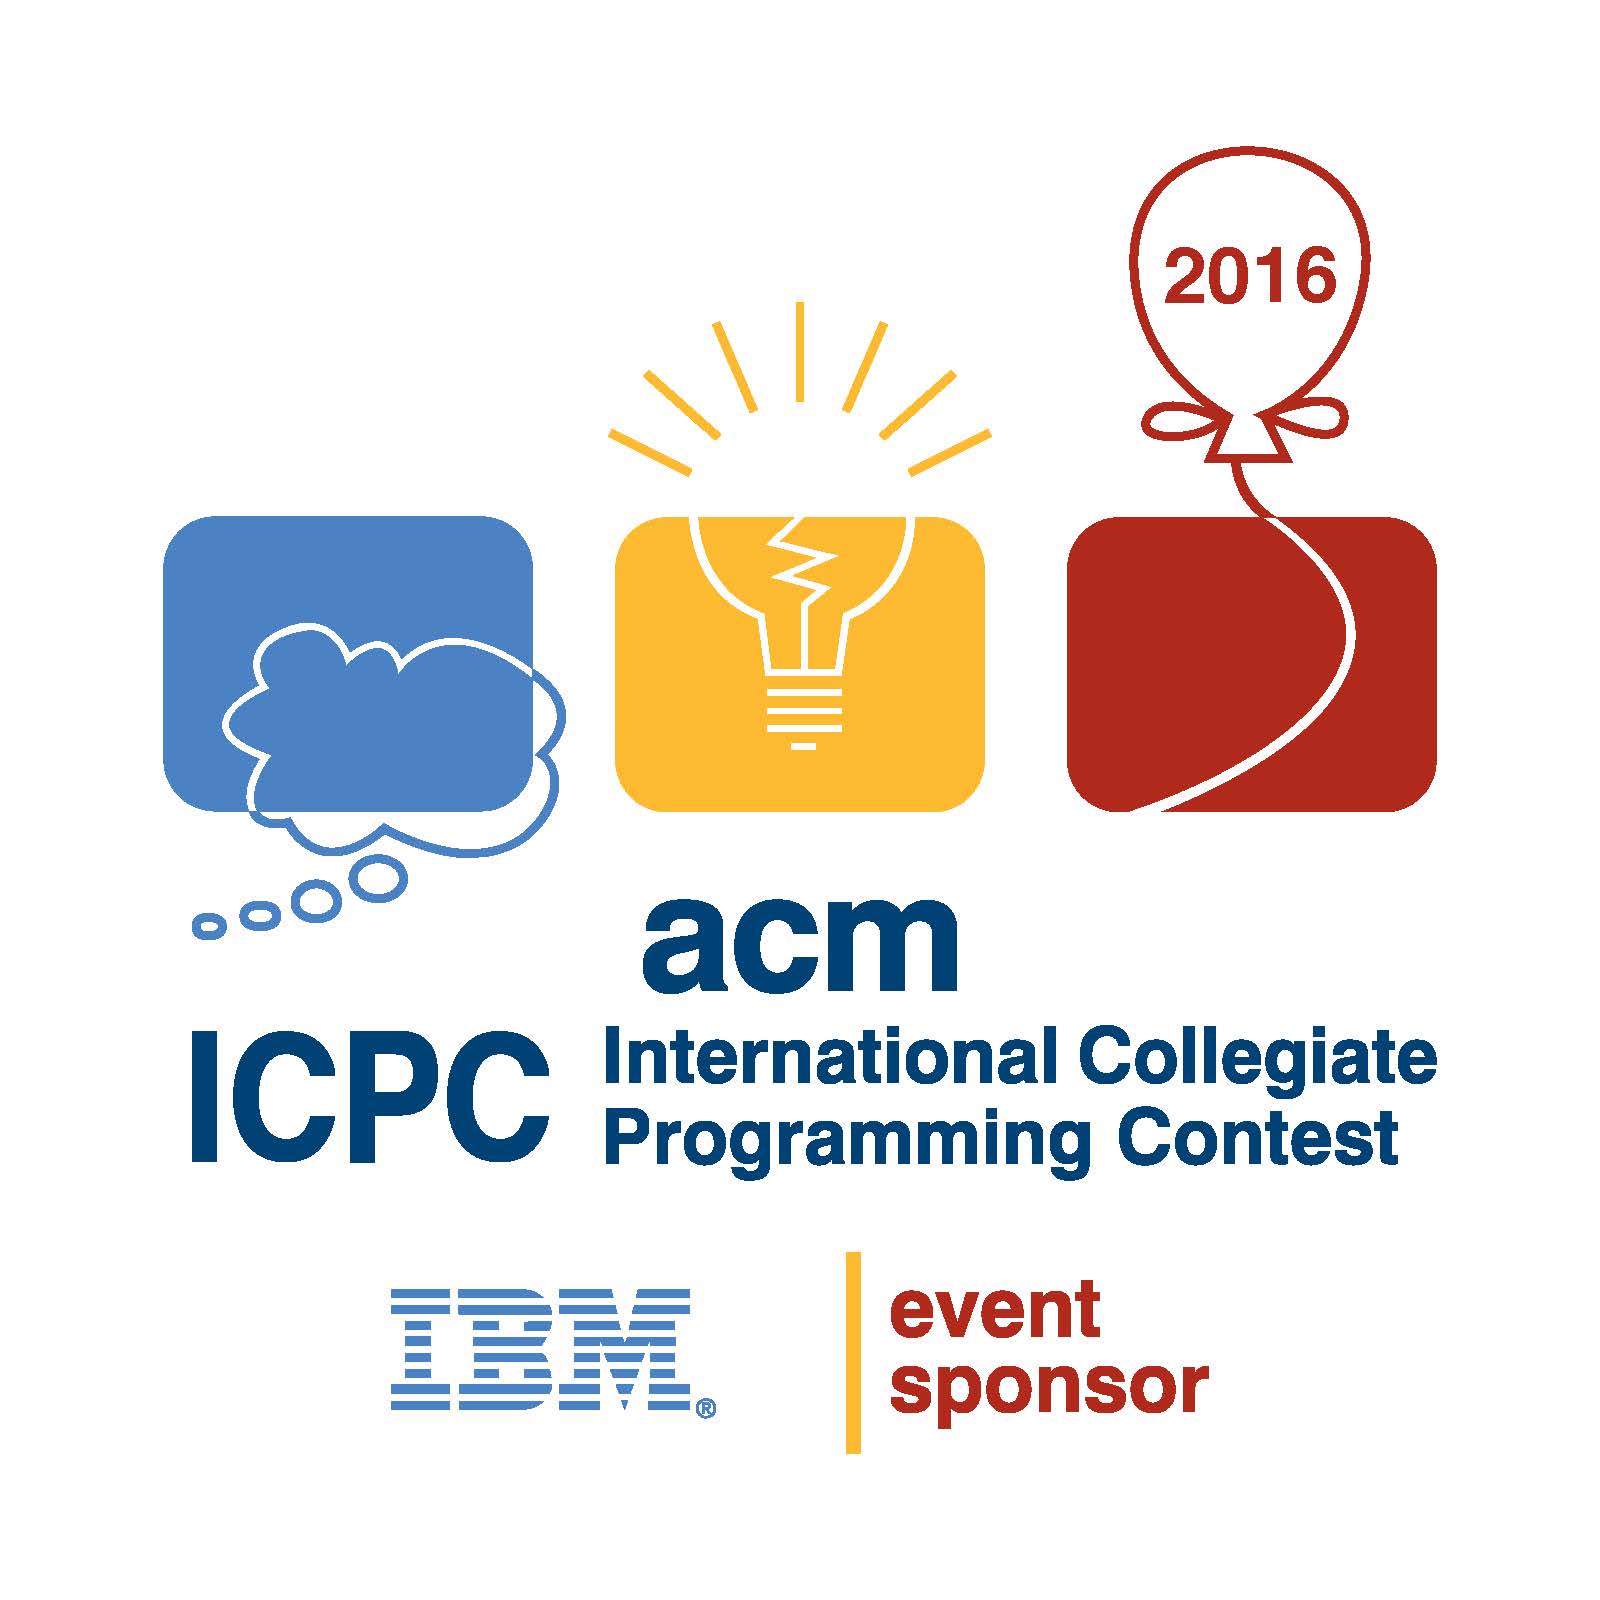 2016
acm
ICPC
International Collegiate
Programming Contest
IBM®
event
sponsor